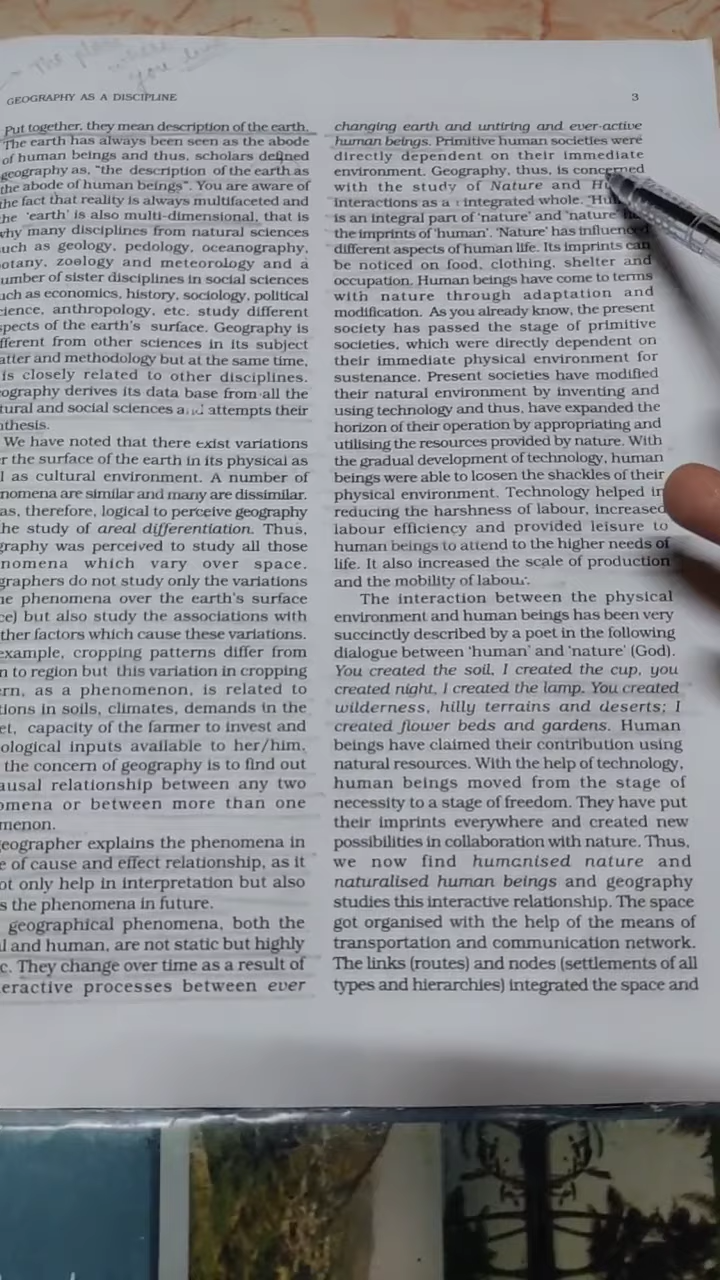 The place where you live
GEOGRAPHY AS A DISCIPLINE
3
Put together, they mean description of the earth.
The earth has always been seen as the abode
of human beings and thus, scholars defined
geography as, “the description of the earth as
the abode of human beings”. You are aware of
the fact that reality is always multifaceted and
the ‘earth’ is also multi-dimensional, that is
why many disciplines from natural sciences
uch as geology, pedology, oceanography,
otany, zoology and meteorology and a
umber of sister disciplines in social sciences
uch as economics, history, sociology, political
cience, anthropology, etc. study different
spects of the earth's surface. Geography is
fferent from other sciences in its subject
atter and methodology but at the same time,
is closely related to other disciplines.
ography derives its data base from all the
tural and social sciences and attempts their
nthesis.
We have noted that there exist variations
r the surface of the earth in its physical as
l as cultural environment. A number of
nomena are similar and many are dissimilar.
as, therefore, logical to perceive geography
he study of areal differentiation. Thus,
graphy was perceived to study all those
nomena which vary over space.
graphers do not study only the variations
he phenomena over the earth's surface
ce) but also study the associations with
ther factors which cause these variations.
example, cropping patterns differ from
n to region but this variation in cropping
ern, as a phenomenon, is related to
tions in soils, climates, demands in the
et, capacity of the farmer to invest and
ological inputs available to her/him.
the concern of geography is to find out
ausal relationship between any two
omena or between more than one
menon.
geographer explains the phenomena in
e of cause and effect relationship, as it
ot only help in interpretation but also
s the phenomena in future.
geographical phenomena, both the
l and human, are not static but highly
c. They change over time as a result of
eractive processes between ever
changing earth and untiring and ever-active
human beings. Primitive human societies were
directly dependent on their immediate
environment. Geography, thus, is concerned
with the study of Nature and
interactions as a integrated whole.
is an integral part of ‘nature’ and ‘nature’
the imprints of ‘human’. ‘Nature’ has influenced
different aspects of human life. Its imprints can
be noticed on food, clothing, shelter and
occupation. Human beings have come to terms
with nature through adaptation and
modification. As you already know, the present
society has passed the stage of primitive
societies, which were directly dependent on
their immediate physical environment for
sustenance. Present societies have modified
their natural environment by inventing and
using technology and thus, have expanded the
horizon of their operation by appropriating and
utilising the resources provided by nature. With
the gradual development of technology, human
beings were able to loosen the shackles of their
physical environment. Technology helped in
reducing the harshness of labour, increased
labour efficiency and provided leisure to
human beings to attend to the higher needs of
life. It also increased the scale of production
and the mobility of labour.
The interaction between the physical
environment and human beings has been very
succinctly described by a poet in the following
dialogue between ‘human’ and ‘nature’ (God).
You created the soil, I created the cup, you
created night, I created the lamp. You created
wilderness, hilly terrains and deserts; I
created flower beds and gardens. Human
beings have claimed their contribution using
natural resources. With the help of technology,
human beings moved from the stage of
necessity to a stage of freedom. They have put
their imprints everywhere and created new
possibilities in collaboration with nature. Thus,
we now find humanised nature and
naturalised human beings and geography
studies this interactive relationship. The space
got organised with the help of the means of
transportation and communication network.
The links (routes) and nodes (settlements of all
types and hierarchies) integrated the space and